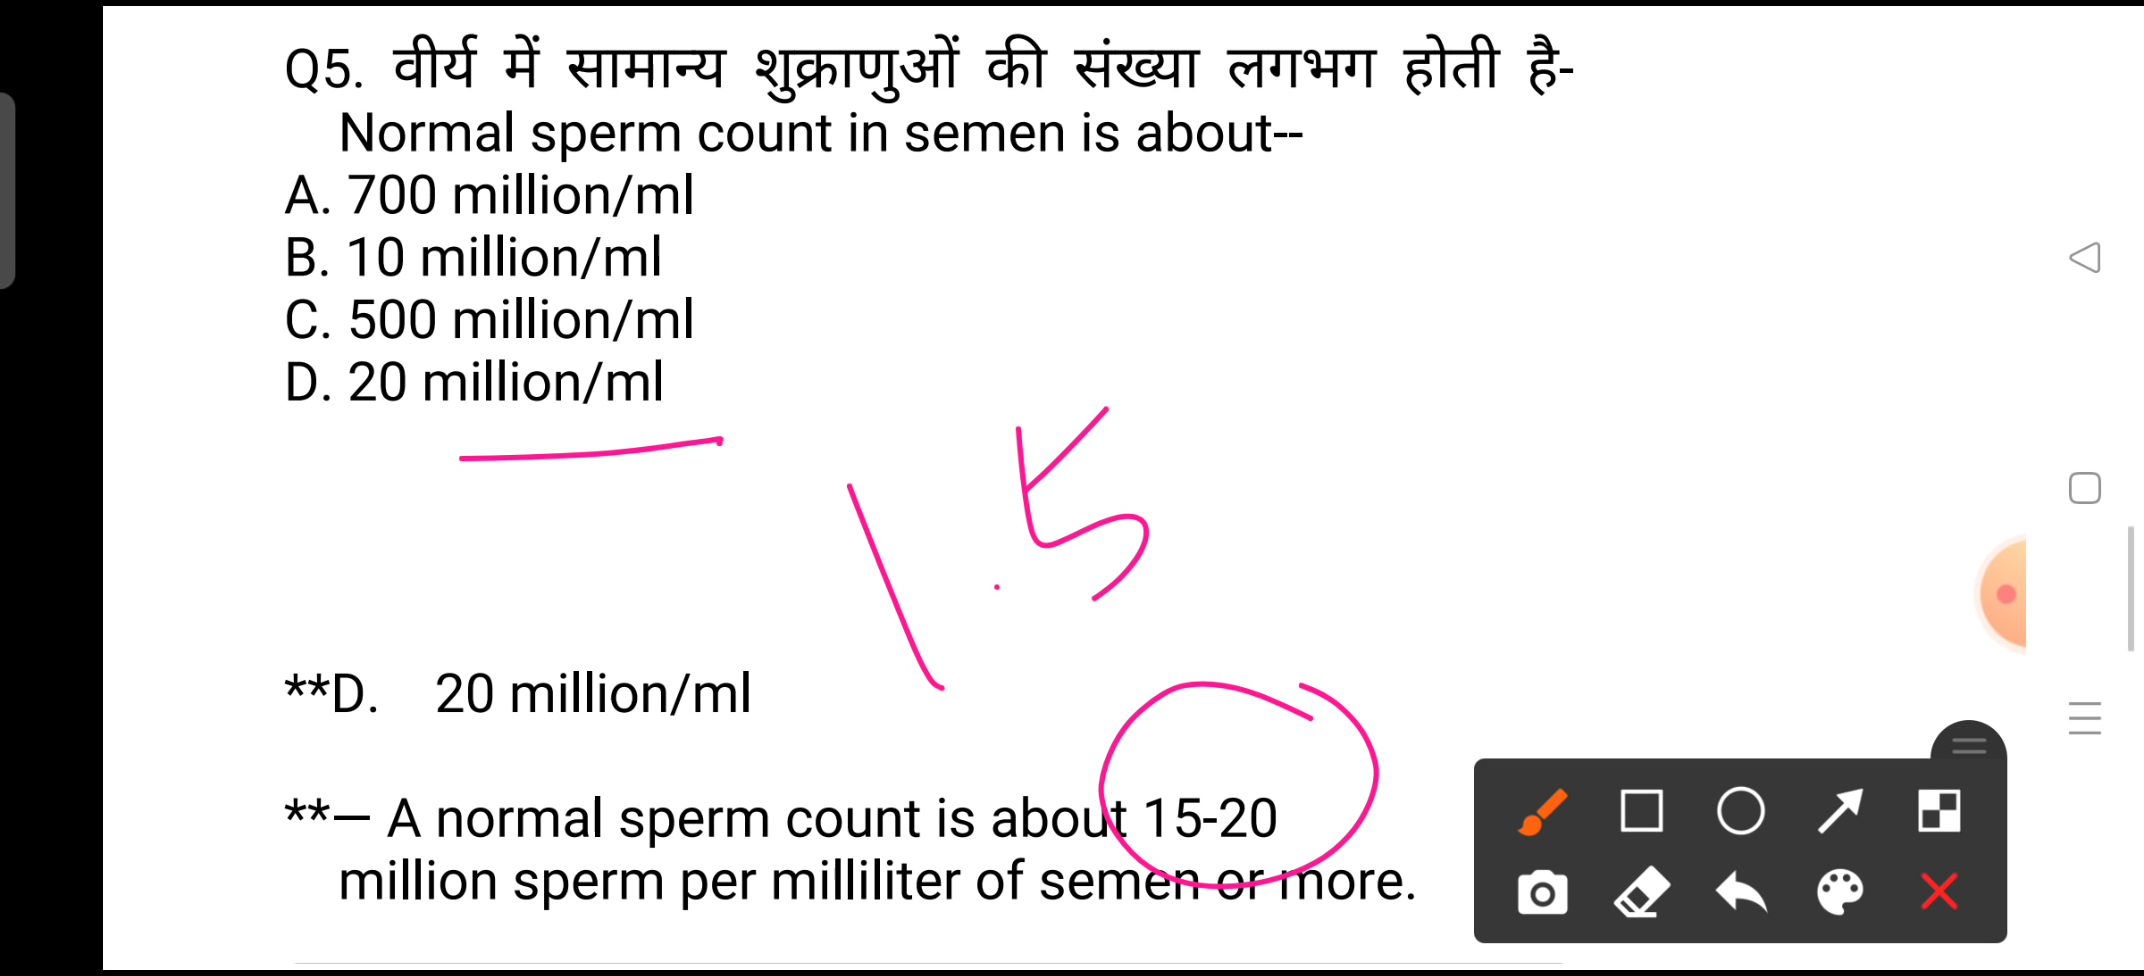 Q5. वीर्य में सामान्य शुक्राणुओं की संख्या लगभग होती है-
Normal sperm count in semen is about--
A. 700 million/ml
B. 10 million/ml
C. 500 million/ml
D. 20 million/ml
1.5
**D. 20 million/ml
**— A normal sperm count is about 15-20
million sperm per milliliter of semen or more.